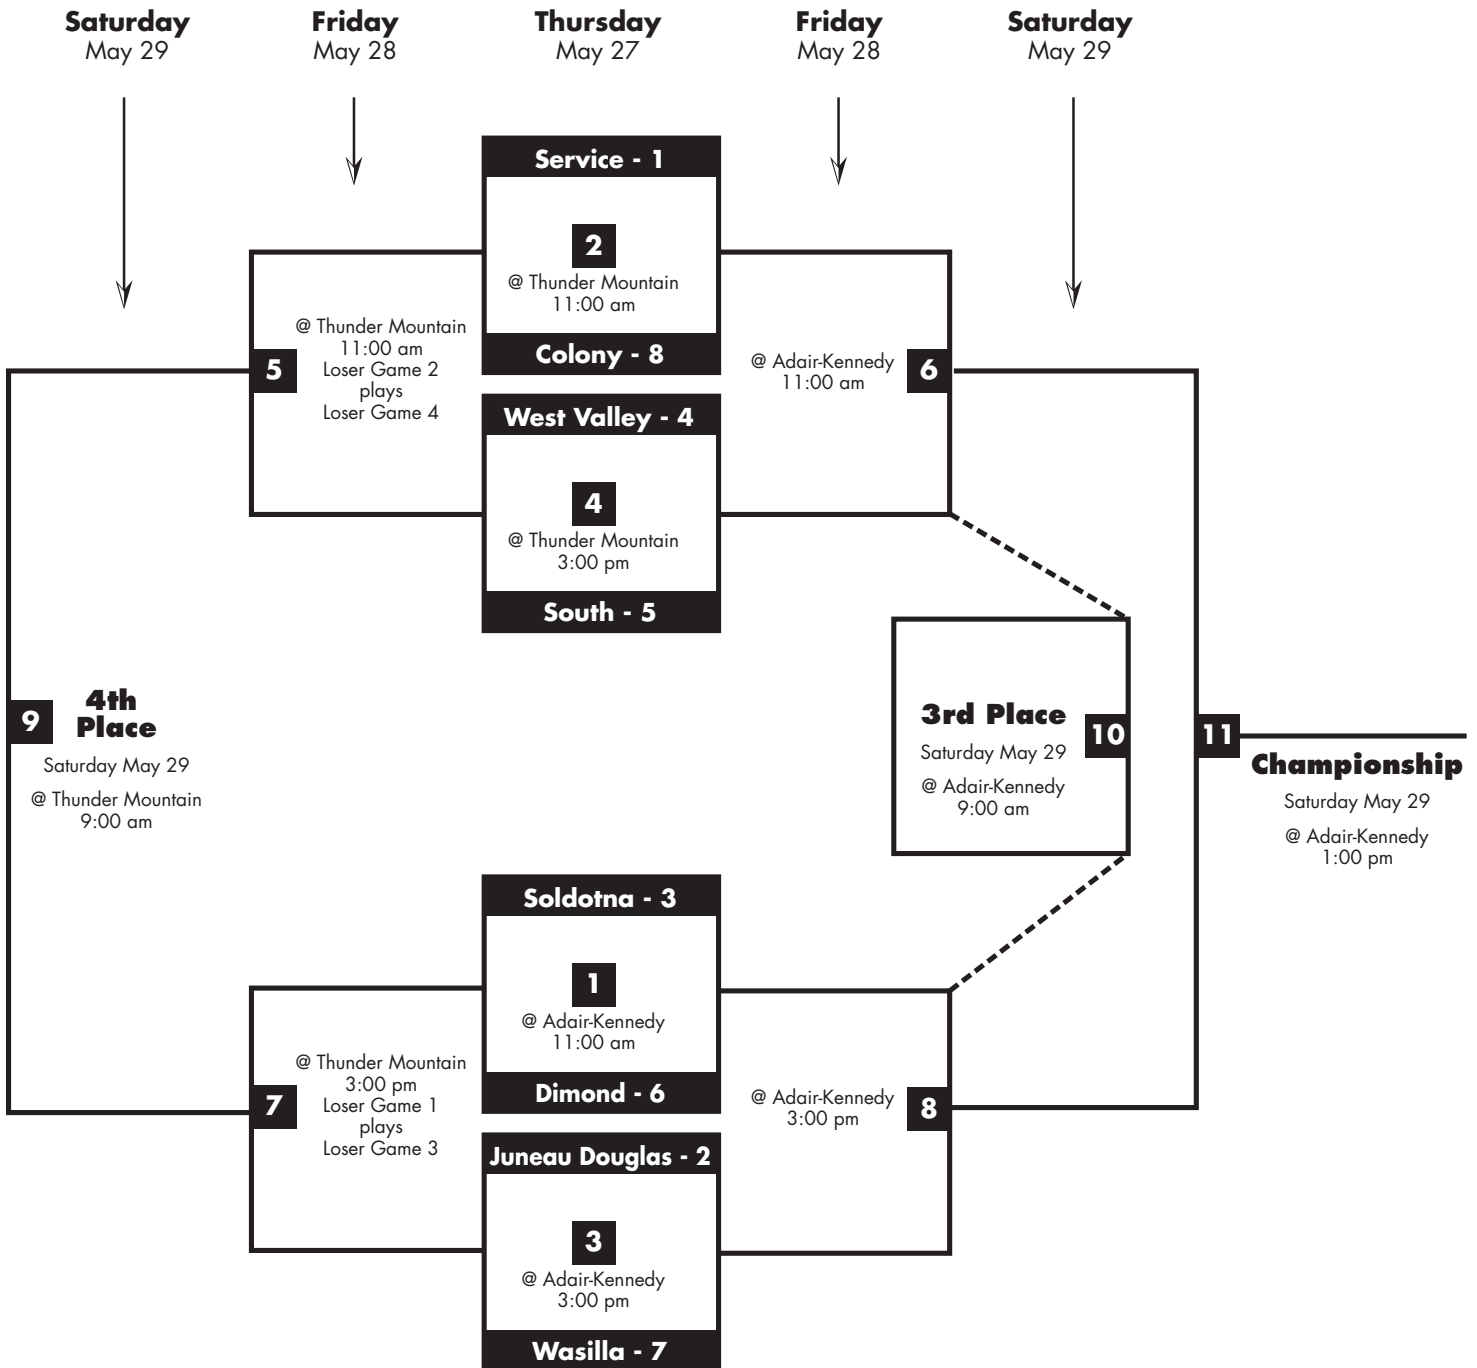 Saturday
May 29
Friday
May 28
Thursday
May 27
Friday
May 28
Saturday
May 29
Service - 1
2
@ Thunder Mountain
11:00 am
Colony - 8
@ Thunder Mountain
11:00 am
Loser Game 2
plays
Loser Game 4
5
@ Adair-Kennedy
11:00 am
6
West Valley - 4
4
@ Thunder Mountain
3:00 pm
South - 5
9
4th
Place
Saturday May 29
@ Thunder Mountain
9:00 am
3rd Place
Saturday May 29
@ Adair-Kennedy
9:00 am
10
11
Championship
Saturday May 29
@ Adair-Kennedy
1:00 pm
Soldotna - 3
1
@ Adair-Kennedy
11:00 am
Dimond - 6
@ Thunder Mountain
3:00 pm
Loser Game 1
plays
Loser Game 3
7
@ Adair-Kennedy
3:00 pm
8
Juneau Douglas - 2
3
@ Adair-Kennedy
3:00 pm
Wasilla - 7